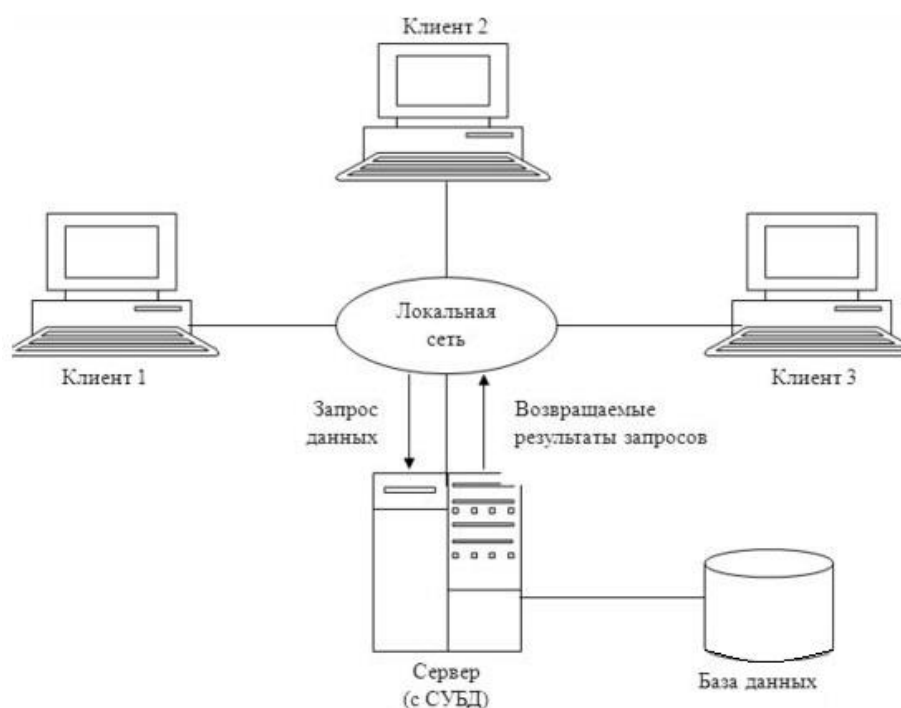 Клиент 2
Клиент 1
Клиент 3
Локальная
сеть
Запрос
данных
Возвращаемые
результаты запросов
Сервер
(с СУБД)
База данных